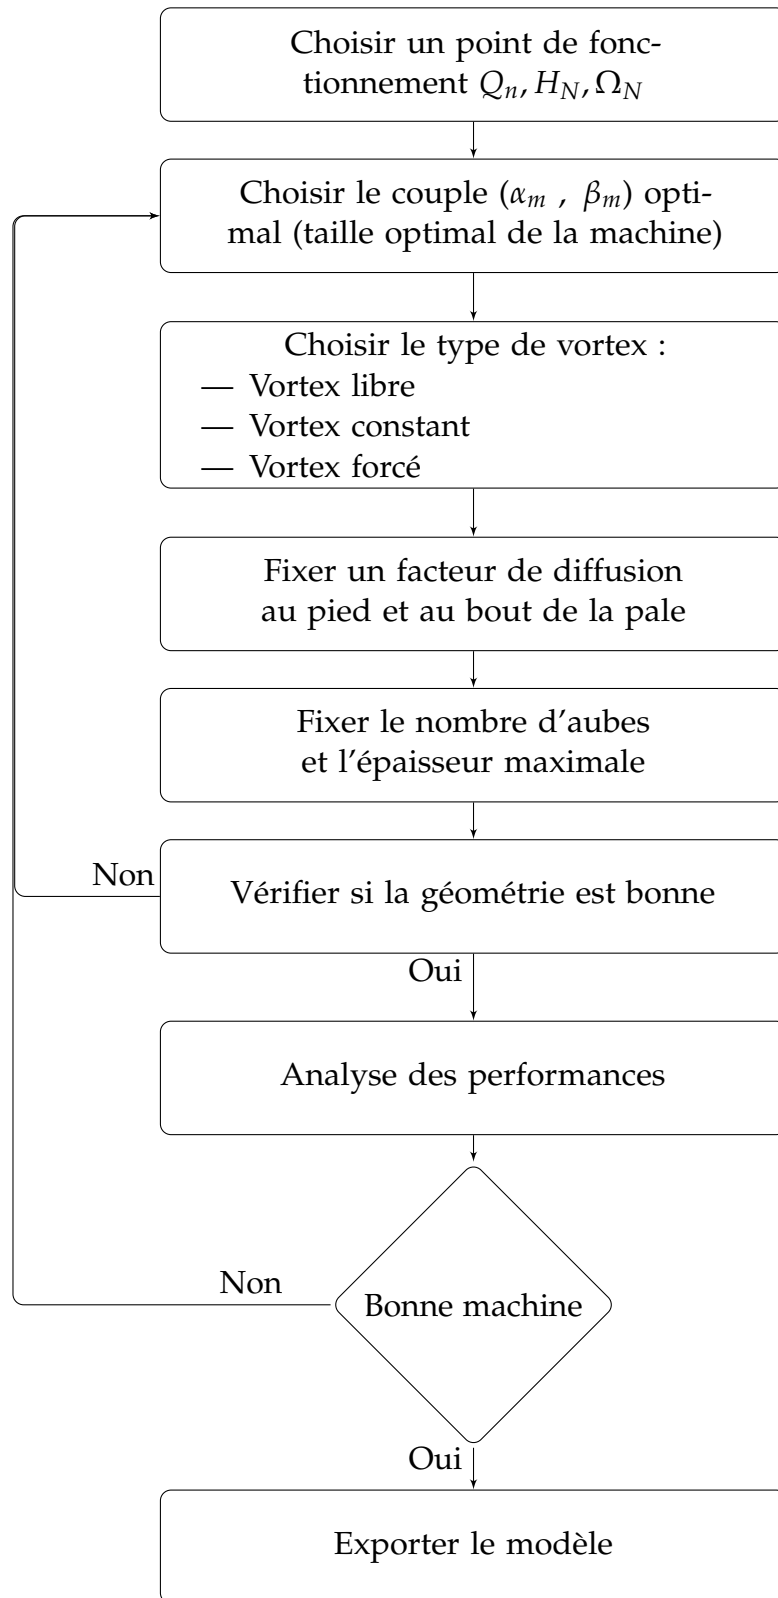 Choisir un point de fonc-
tionnement Qₙ, H_N, Ω_N
Choisir le couple (αₘ , βₘ) opti-
mal (taille optimal de la machine)
Choisir le type de vortex :
— Vortex libre
— Vortex constant
— Vortex forcé
Fixer un facteur de diffusion
au pied et au bout de la pale
Fixer le nombre d'aubes
et l'épaisseur maximale
Non
Vérifier si la géométrie est bonne
Oui
Analyse des performances
Non
Bonne machine
Oui
Exporter le modèle